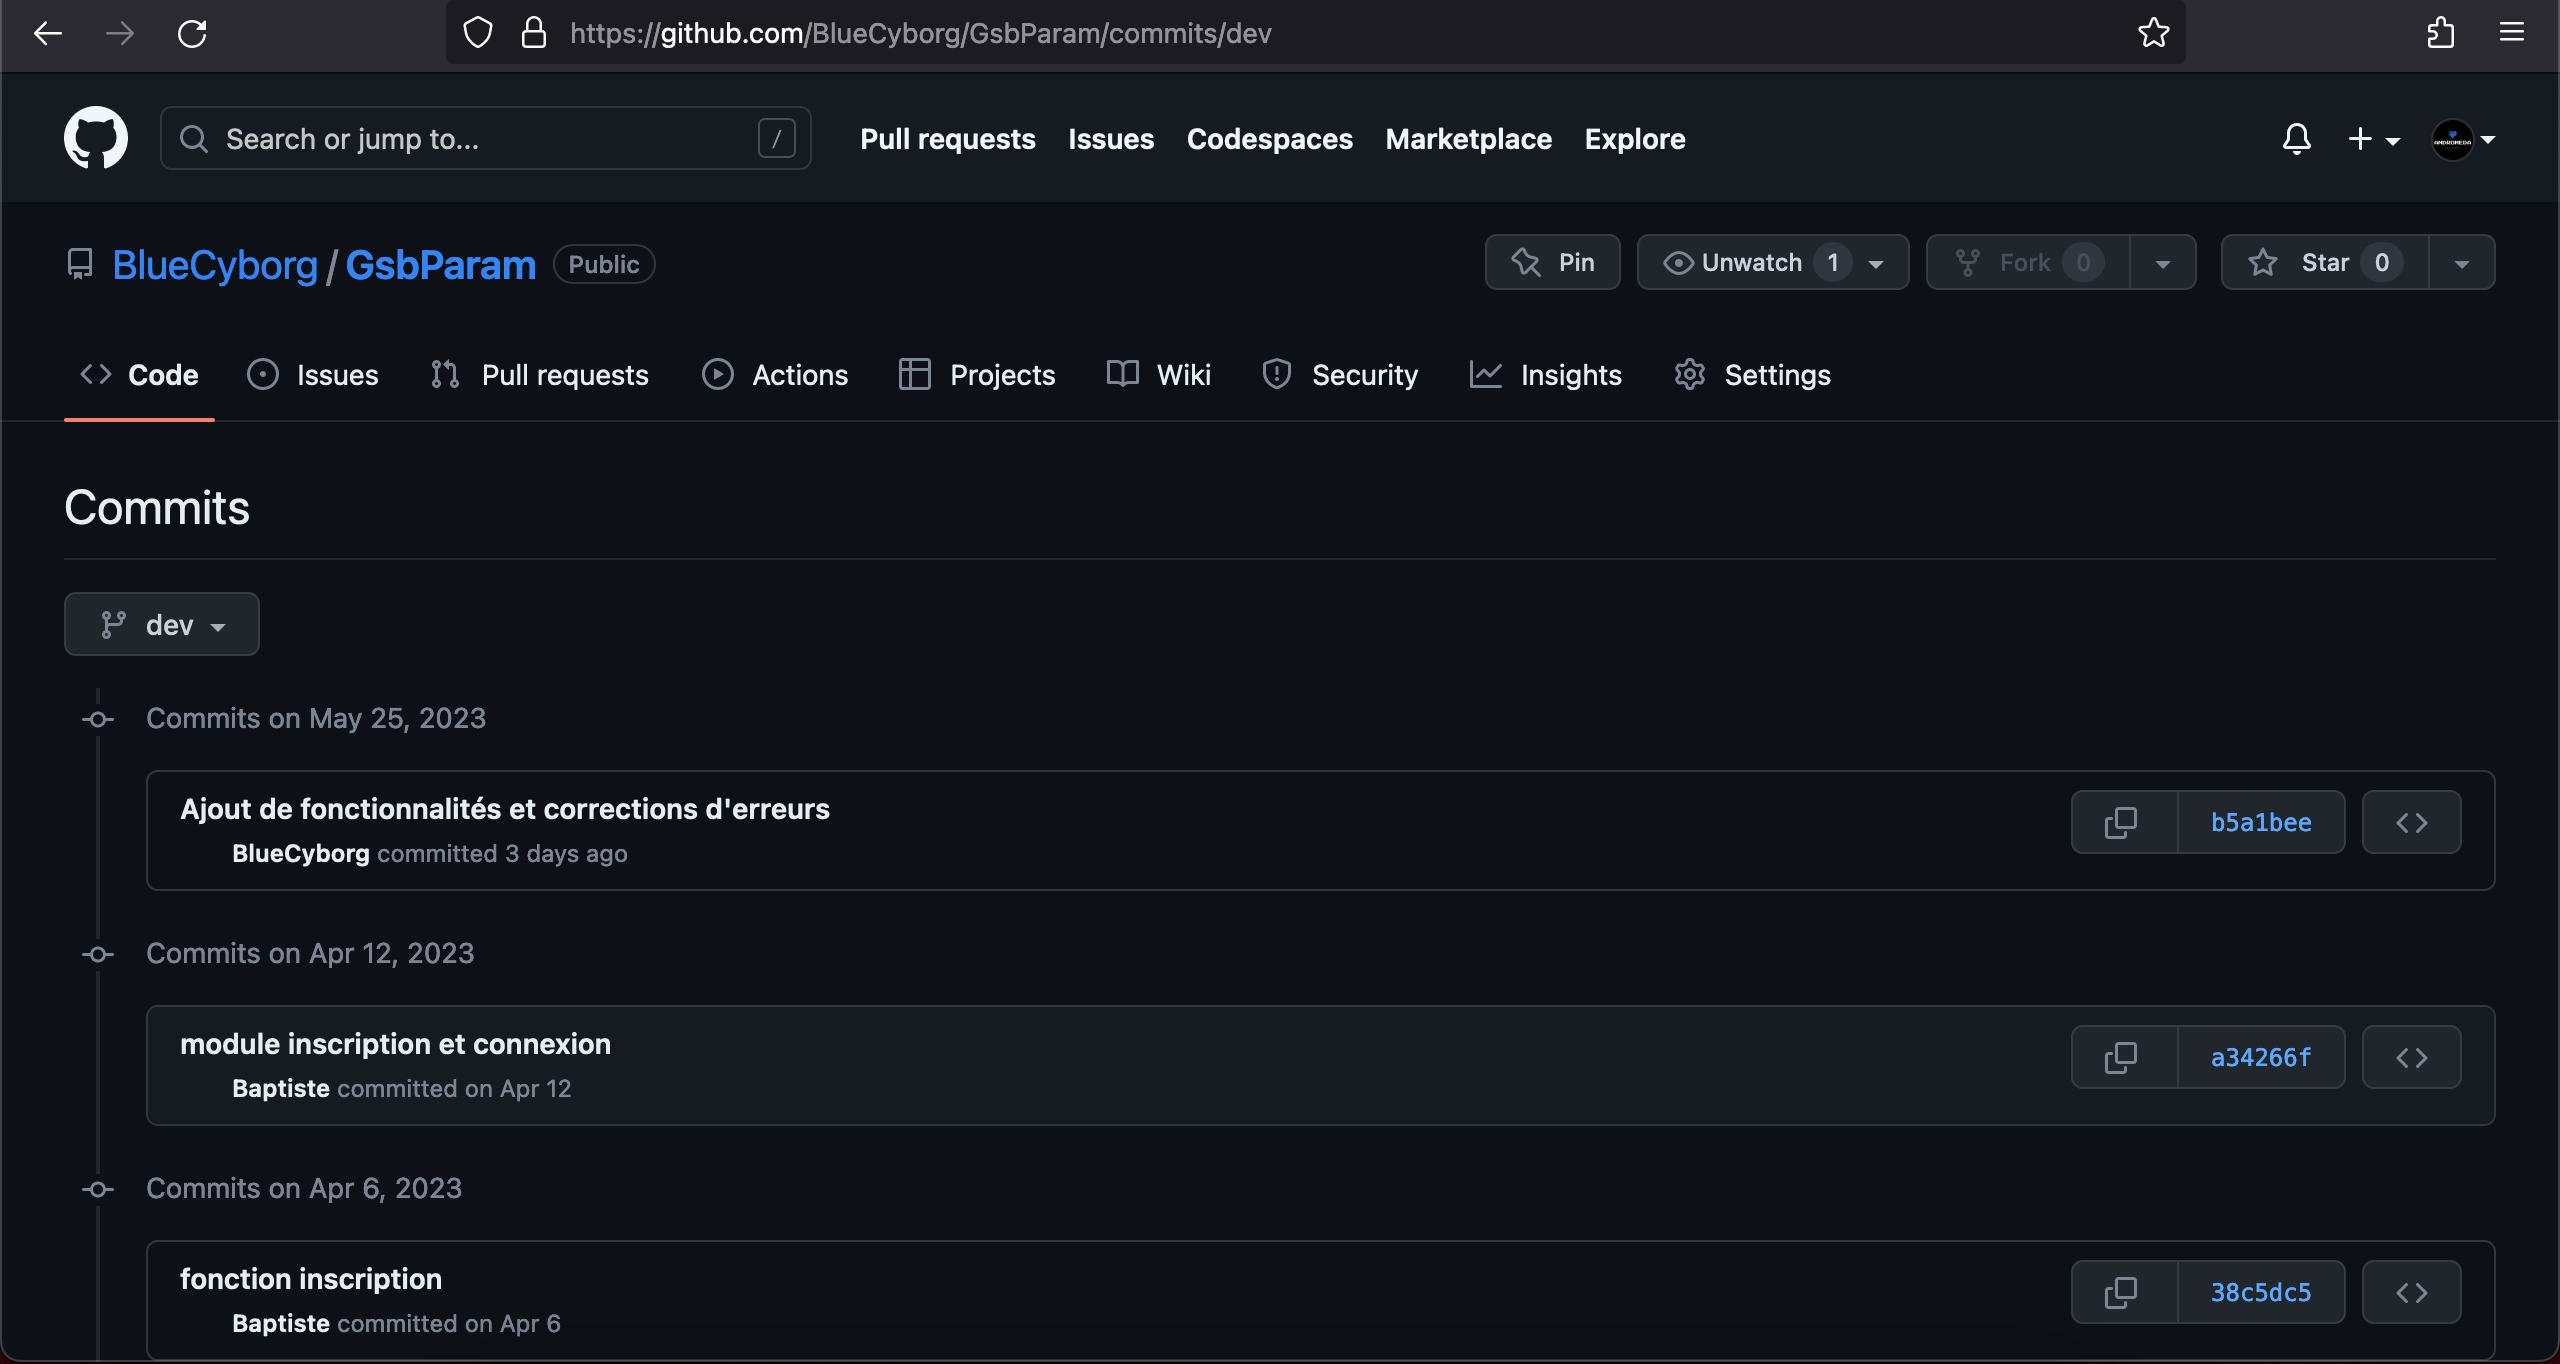 https://github.com/BlueCyborg/GsbParam/commits/dev
Search or jump to... /
Pull requests Issues Codespaces Marketplace Explore
ANDROMEDA
BlueCyborg / GsbParam Public
Pin Unwatch 1 Fork 0 Star 0
Code Issues Pull requests Actions Projects Wiki Security Insights Settings
Commits
dev
Commits on May 25, 2023
Ajout de fonctionnalités et corrections d'erreurs
BlueCyborg committed 3 days ago
b5a1bee
Commits on Apr 12, 2023
module inscription et connexion
Baptiste committed on Apr 12
a34266f
Commits on Apr 6, 2023
fonction inscription
Baptiste committed on Apr 6
38c5dc5